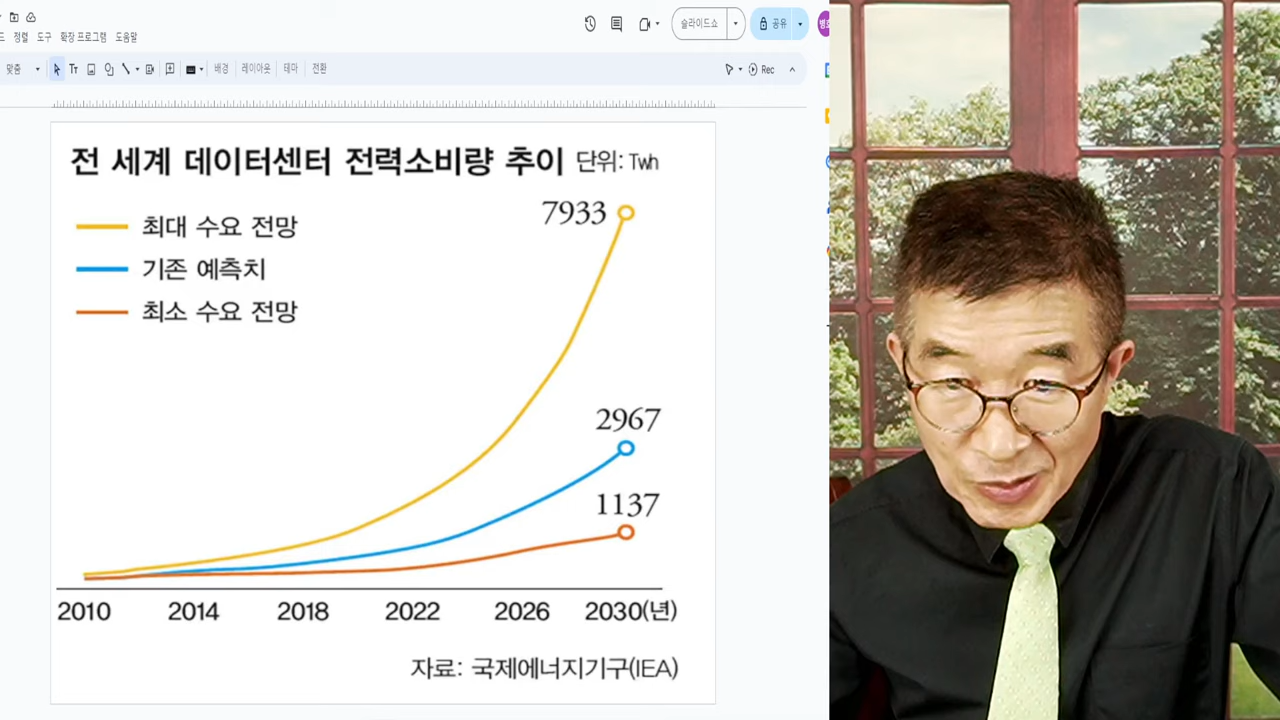 정렬 도구 확장 프로그램 도움말
슬라이드쇼
공유
맞춤
Tт
배경 레이아웃 테마 전환
Rec
전 세계 데이터센터 전력소비량 추이 단위: Twh
최대 수요 전망
기존 예측치
최소 수요 전망
7933
2967
1137
2010 2014 2018 2022 2026 2030(년)
자료: 국제에너지기구(IEA)